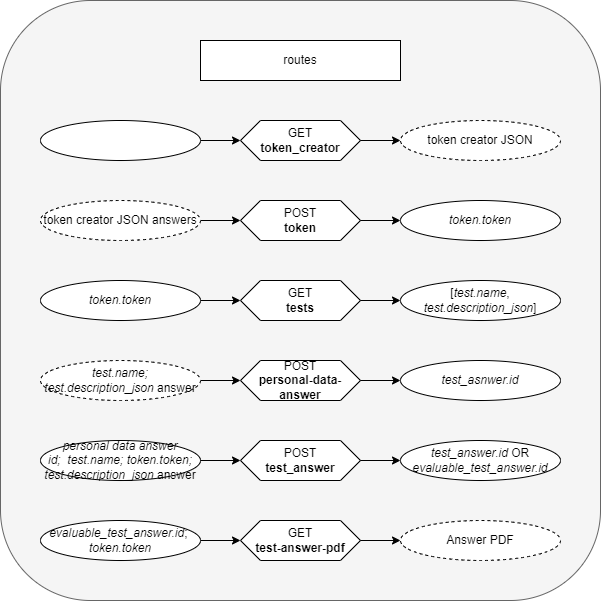 routes
GET
token_creator
token creator JSON
token creator JSON answers
POST
token
token.token
token.token
GET
tests
[test.name,
test.description_json]
test.name;
test.description_json answer
POST
personal-data-
answer
test_asnwer.id
personal data answer
id;  test.name; token.token;
test.description_json answer
POST
test_answer
test_answer.id OR
evaluable_test_answer.id
evaluable_test_answer.id;
token.token
GET
test-answer-pdf
Answer PDF